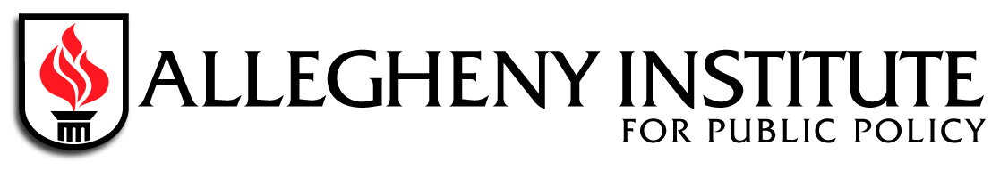 ALLEGHENY INSTITUTE
FOR PUBLIC POLICY